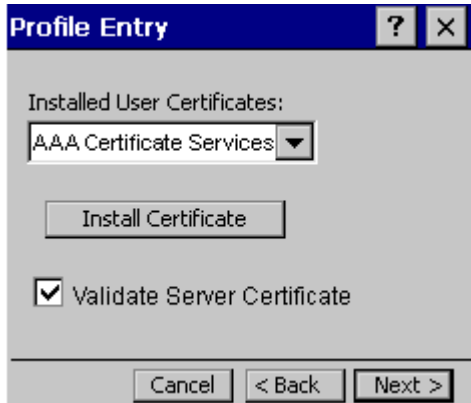 Profile Entry ? ×
Installed User Certificates:
AAA Certificate Services
Install Certificate
Validate Server Certificate
Cancel < Back Next >